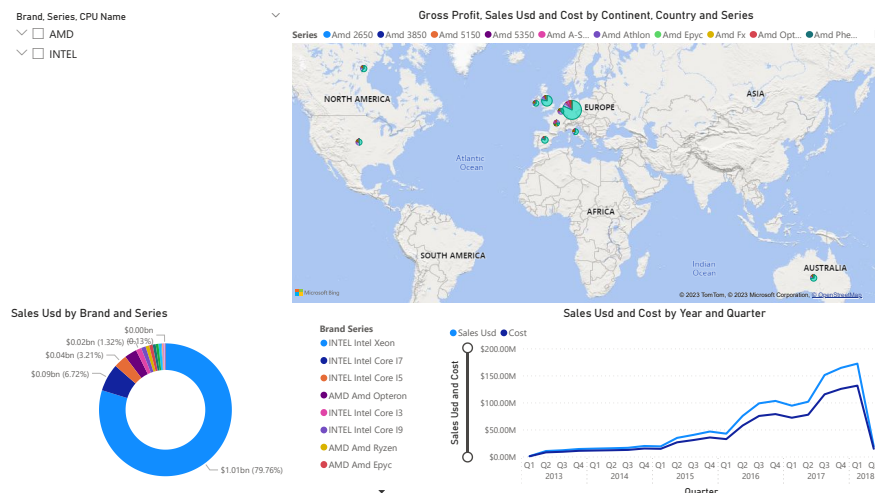 Brand, Series, CPU Name
AMD
INTEL
Gross Profit, Sales Usd and Cost by Continent, Country and Series
Series Amd 2650 Amd 3850 Amd 5150 Amd 5350 Amd A-S... Amd Athlon Amd Epyc Amd Fx Amd Opt... Amd Phe...
NORTH AMERICA
EUROPE
ASIA
Atlantic
Ocean
AFRICA
SOUTH AMERICA
Indian
Ocean
AUSTRALIA
Microsoft Bing
© 2023 TomTom, © 2023 Microsoft Corporation, © OpenStreetMap
Sales Usd by Brand and Series
$0.00bn
(0.13%)
$0.02bn (1.32%)
$0.04bn (3.21%)
$0.09bn (6.72%)
$1.01bn (79.76%)
Brand Series
INTEL Intel Xeon
INTEL Intel Core I7
INTEL Intel Core I5
AMD Amd Opteron
INTEL Intel Core I3
INTEL Intel Core I9
AMD Amd Ryzen
AMD Amd Epyc
Sales Usd and Cost by Year and Quarter
Sales Usd Cost
Sales Usd and Cost
$200.00M
$150.00M
$100.00M
$50.00M
$0.00M
Q1 Q2 Q3 Q4 Q1 Q2 Q3 Q4 Q1 Q2 Q3 Q4 Q1 Q2 Q3 Q4 Q1 Q2 Q3 Q4 Q1 Q
2013 2014 2015 2016 2017 2018
Quarter